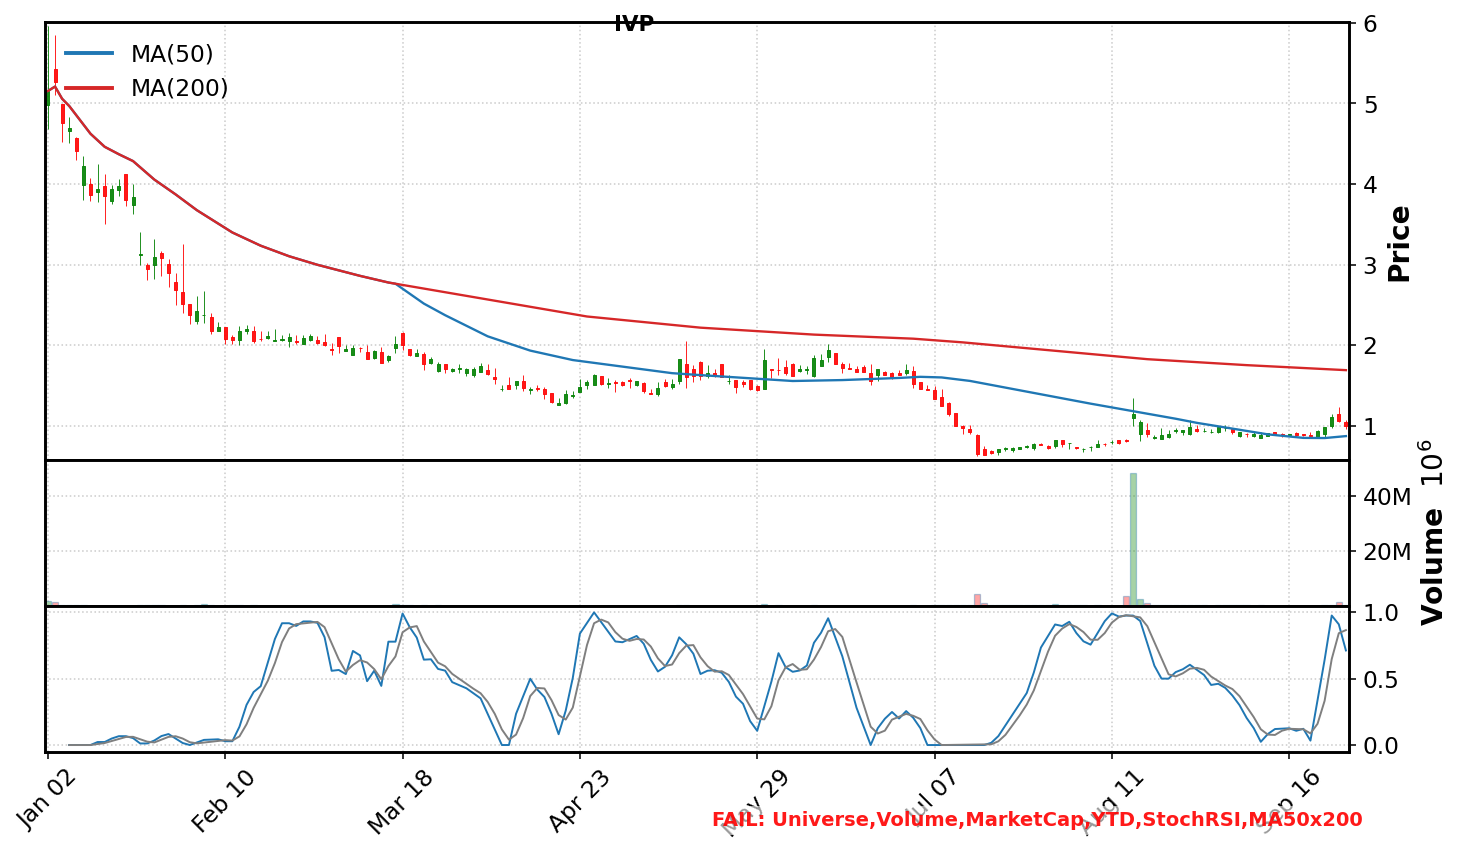 IVP
MA(50)
MA(200)
6
5
4
3
2
1
Price
10^6
40M
20M
Volume
1.0
0.5
0.0
Jan 02
Feb 10
Mar 18
Apr 23
May 29
Jul 07
Aug 11
Sep 16
FAIL: Universe,Volume,MarketCap,YTD,StochRSI,MA50x200